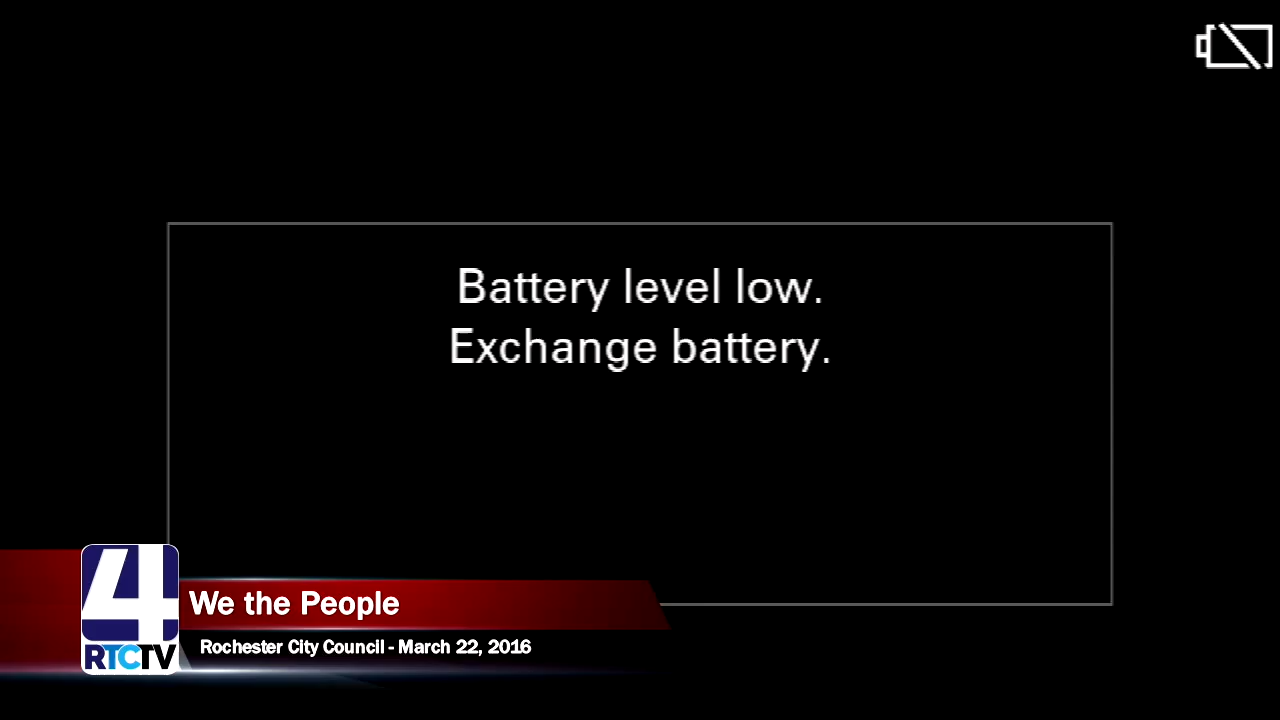 Battery level low.
Exchange battery.
4
We the People
RTCTV
Rochester City Council - March 22, 2016